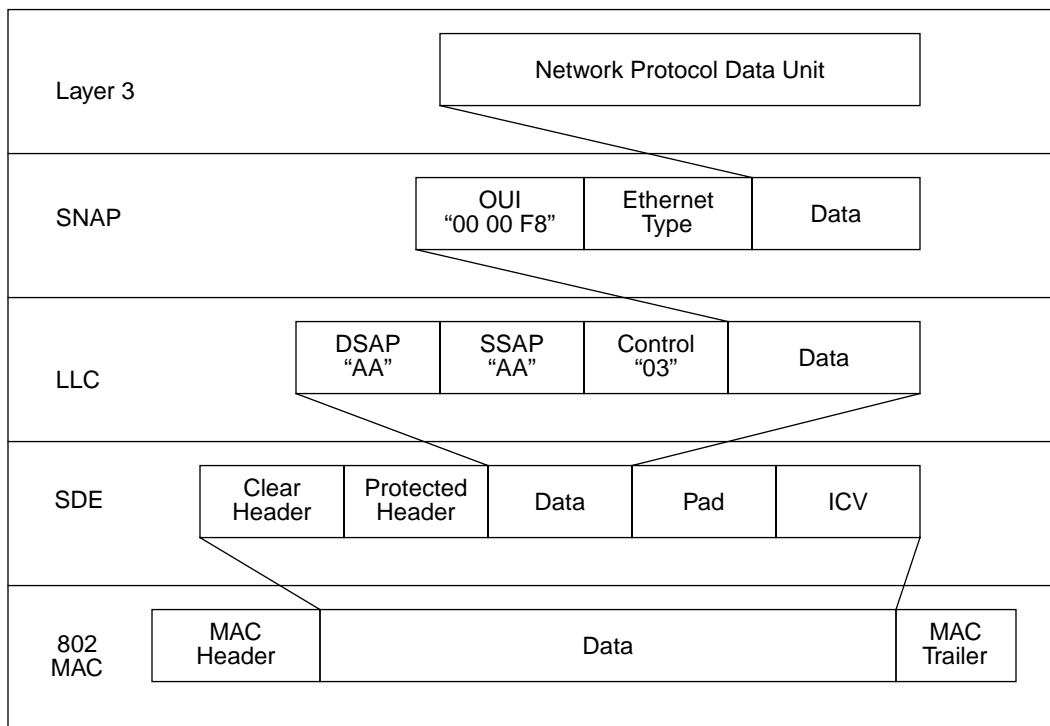 Network Protocol Data Unit
Layer 3
OUI
“00 00 F8”
Ethernet
Type
Data
SNAP
DSAP
“AA”
SSAP
“AA”
Control
“03”
Data
LLC
Clear
Header
Protected
Header
Data
Pad
ICV
SDE
MAC
Header
Data
MAC
Trailer
802
MAC